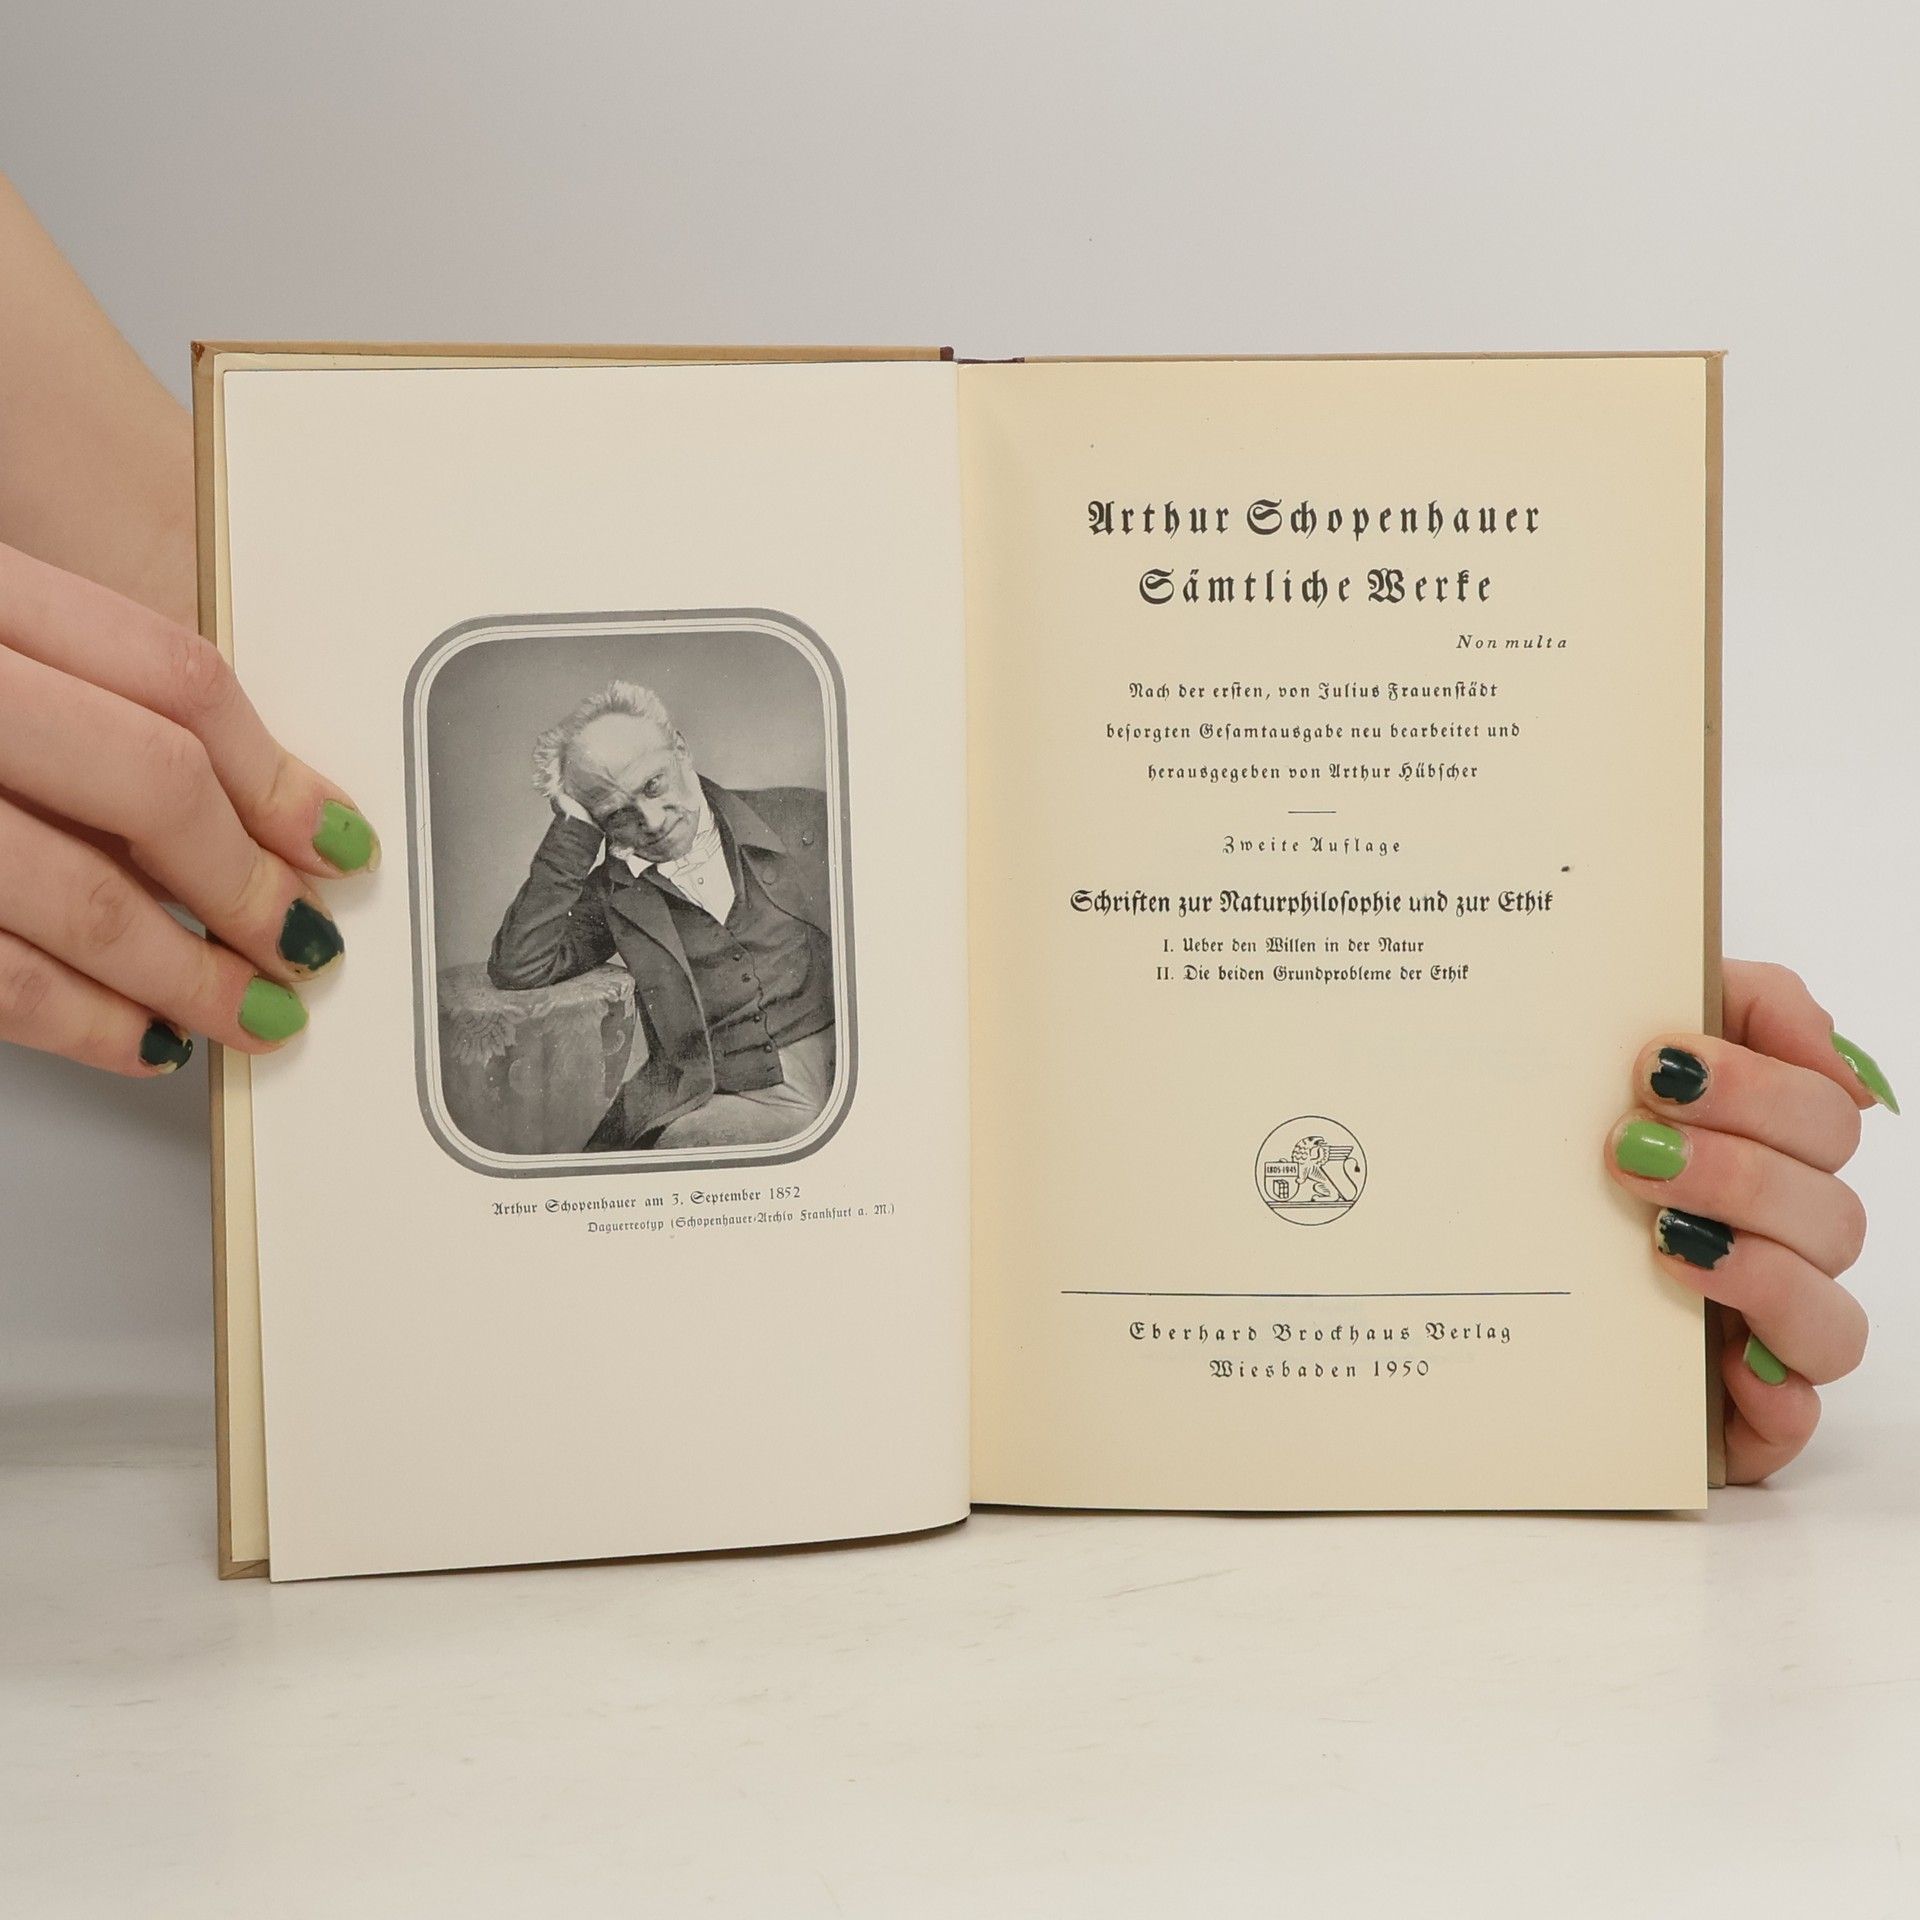 Arthur Schopenhauer am 3. September 1852
Daguerreotyp (Schopenhauer-Archiv Frankfurt a. M.)
Arthur Schopenhauer
Sämtliche Werke
Non multa
Nach der ersten, von Julius Frauenstädt
besorgten Gesamtausgabe neu bearbeitet und
herausgegeben von Arthur Hübscher
Zweite Auflage
Schriften zur Naturphilosophie und zur Ethik
I. Ueber den Willen in der Natur
II. Die beiden Grundprobleme der Ethik
1805-1945
Eberhard Brockhaus Verlag
Wiesbaden 1950